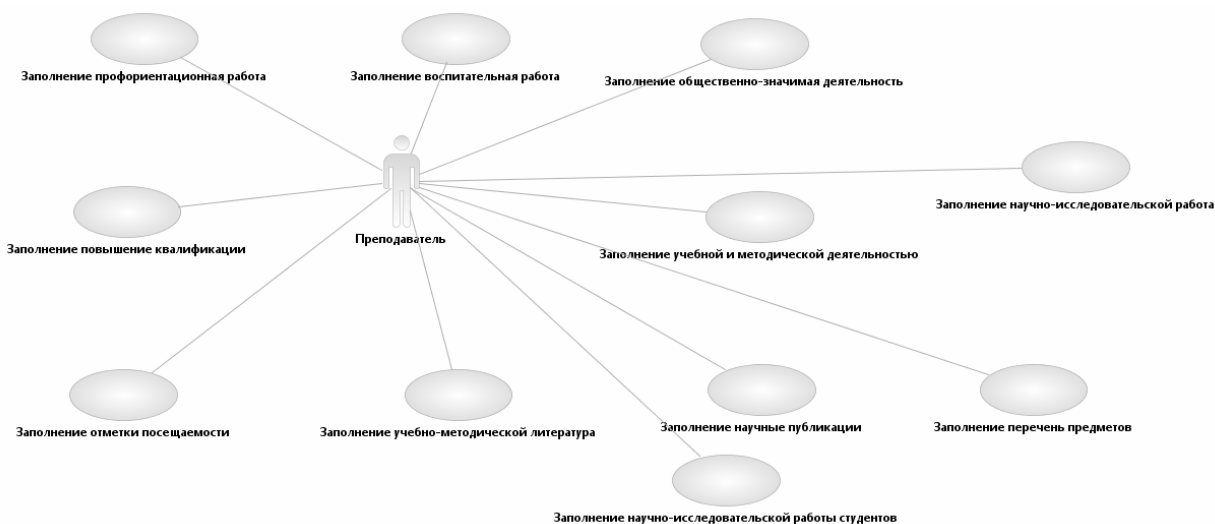 Заполнение профориентационная работа
Заполнение воспитательная работа
Заполнение общественно-значимая деятельность
Заполнение научно-исследовательской работа
Заполнение повышение квалификации
Преподаватель
Заполнение учебной и методической деятельностью
Заполнение отметки посещаемости
Заполнение учебно-методической литература
Заполнение научные публикации
Заполнение перечень предметов
Заполнение научно-исследовательской работы студентов